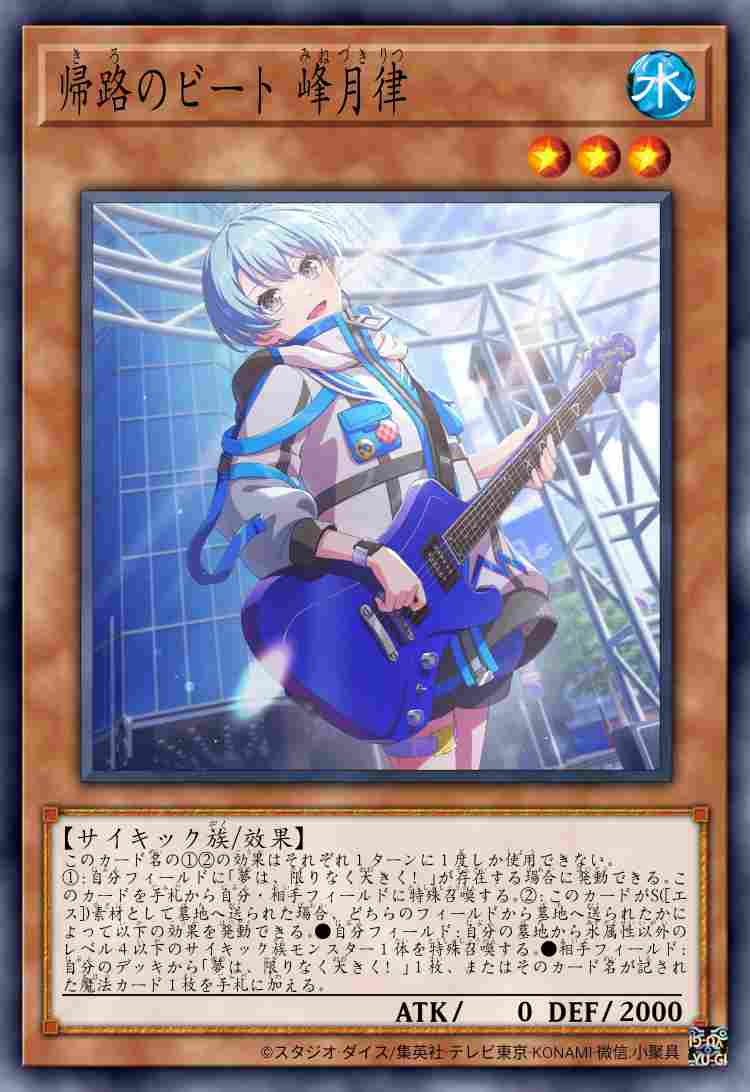 帰路のビート 峰月律
きろ みねづきりつ
水
【サイキック族/効果】
このカード名の①②の効果はそれぞれ1ターンに1度しか使用できない。
①:自分フィールドに「夢は、限りなく大きく!」が存在する場合に発動できる。こ
のカードを手札から自分・相手フィールドに特殊召喚する。②:このカードがS([エ
ス])素材として墓地へ送られた場合、どちらのフィールドから墓地へ送られたかに
よって以下の効果を発動できる。●自分フィールド:自分の墓地から水属性以外の
レベル4以下のサイキック族モンスター1体を特殊召喚する。●相手フィールド:
自分のデッキから「夢は、限りなく大きく!」1枚、またはそのカード名が記され
た魔法カード1枚を手札に加える。
ATK/ 0 DEF/2000
©スタジオ・ダイス/集英社・テレビ東京・KONAMI・微信:小聚具